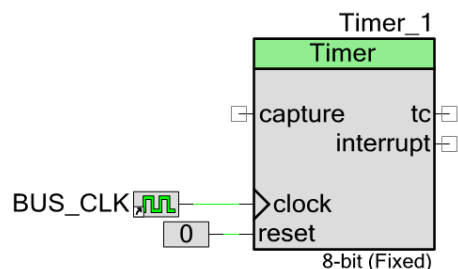 Timer_1
Timer
capture tc
interrupt
BUS_CLK clock
0 reset
8-bit (Fixed)